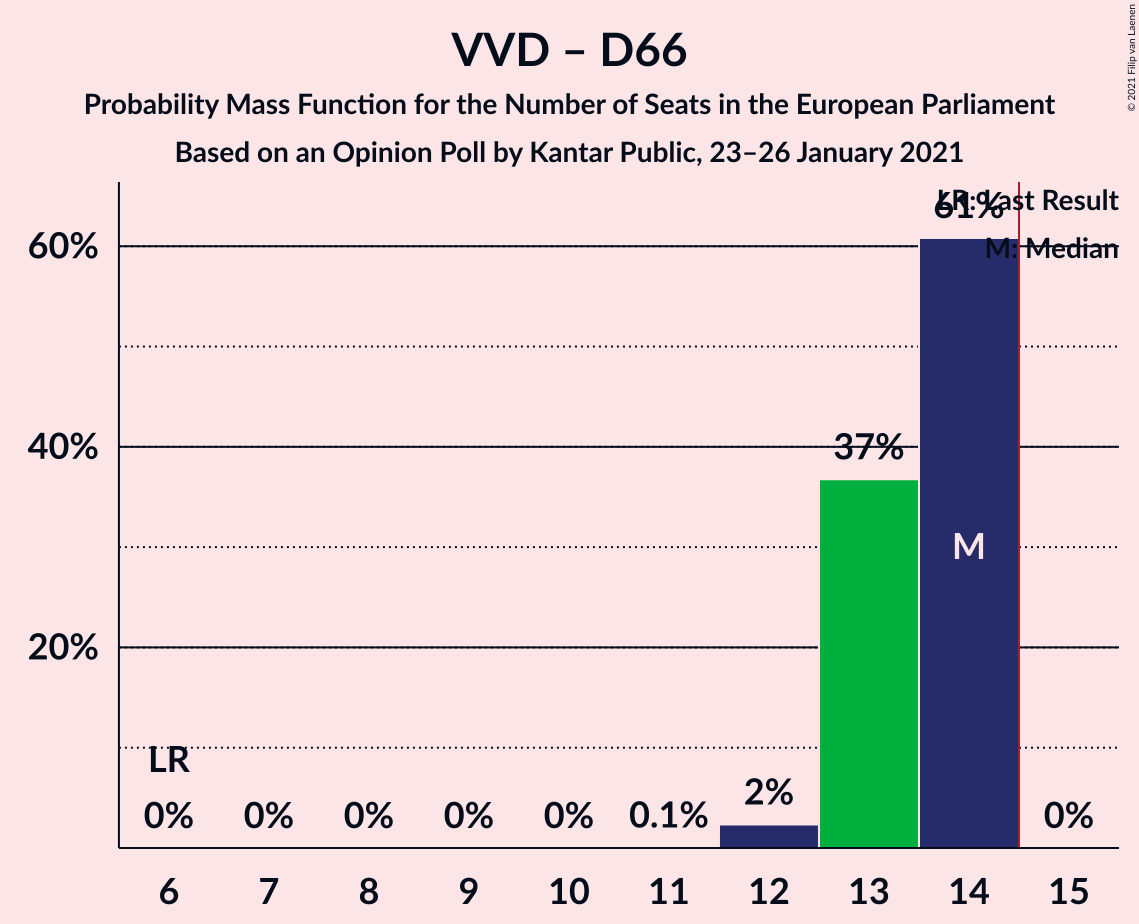 VVD – D66
Probability Mass Function for the Number of Seats in the European Parliament
Based on an Opinion Poll by Kantar Public, 23–26 January 2021
© 2021 Filip van Laenen
LR: Last Result
M: Median
60%
40%
20%
LR
0% 0% 0% 0% 0% 0.1% 2% 37% 61% 0%
M
6 7 8 9 10 11 12 13 14 15